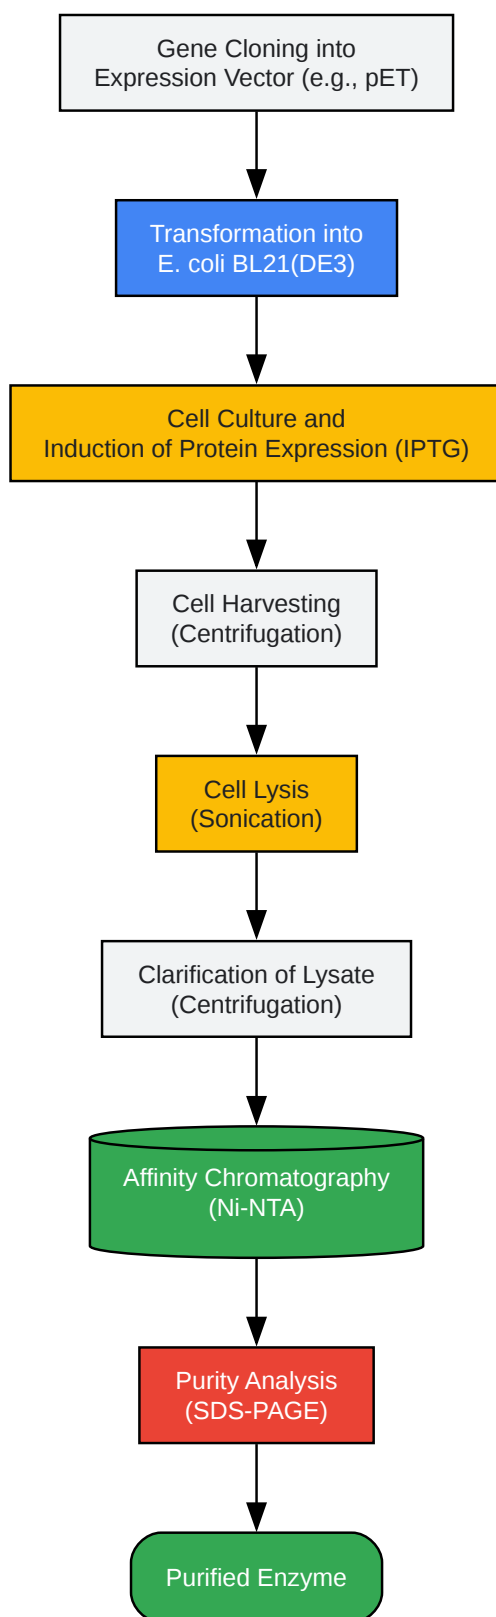 Gene Cloning into
Expression Vector (e.g., pET)
Transformation into
E. coli BL21(DE3)
Cell Culture and
Induction of Protein Expression (IPTG)
Cell Harvesting
(Centrifugation)
Cell Lysis
(Sonication)
Clarification of Lysate
(Centrifugation)
Affinity Chromatography
(Ni-NTA)
Purity Analysis
(SDS-PAGE)
Purified Enzyme